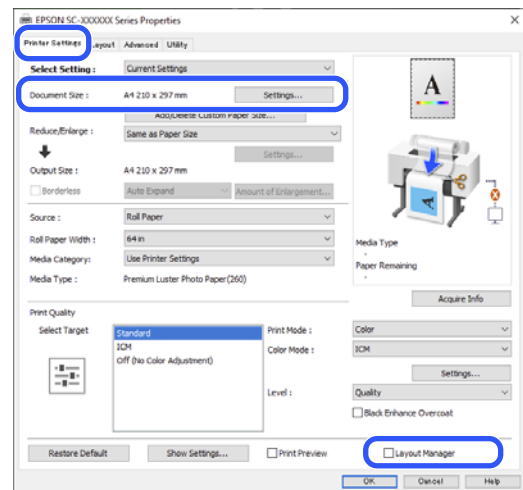 EPSON SC-XXXXXX Series Properties
Printer Settings Layout Advanced Utility
Select Setting : Current Settings
Document Size : A4 210 x 297 mm Settings...
Add/Delete Custom Paper Size...
Reduce/Enlarge : Same as Paper Size
Settings...
Output Size : A4 210 x 297 mm
Borderless Auto Expand Amount of Enlargement...
Source : Roll Paper
Roll Paper Width : 64 in
Media Category: Use Printer Settings
Media Type : Premium Luster Photo Paper(260)
A
Media Type
-
Paper Remaining
-
Acquire Info
Print Quality
Select Target Standard
ICM
Off (No Color Adjustment)
Print Mode : Color
Color Mode : ICM
Settings...
Level : Quality
Black Enhance Overcoat
Restore Default Show Settings... Print Preview Layout Manager
OK Cancel Help